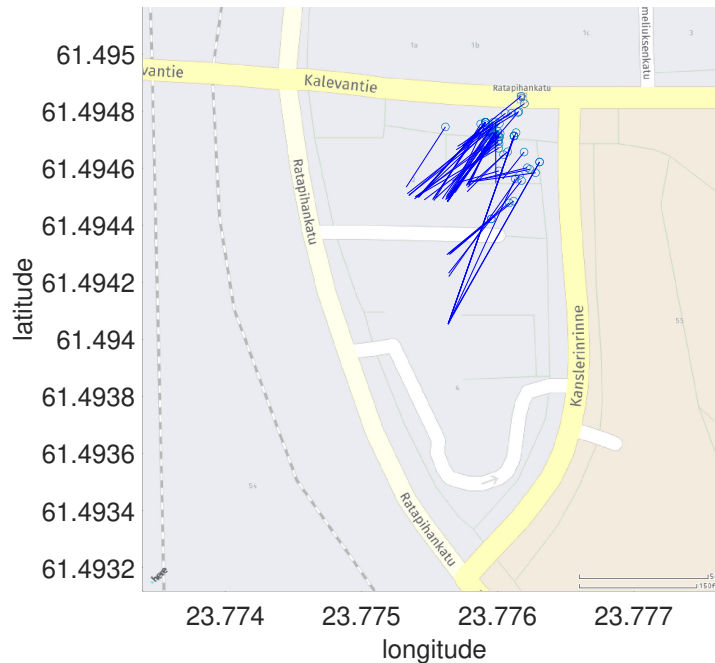 61.495
61.4948
61.4946
61.4944
61.4942
61.494
61.4938
61.4936
61.4934
61.4932
latitude
23.774
23.775
23.776
23.777
longitude
vantie
Kalevantie
Ratapihankatu
meliuksenkatu
1a
1b
1c
3
Ratapihankatu
Kanslerinrinne
Ratapihankatu
4
54
53
here
5
150f